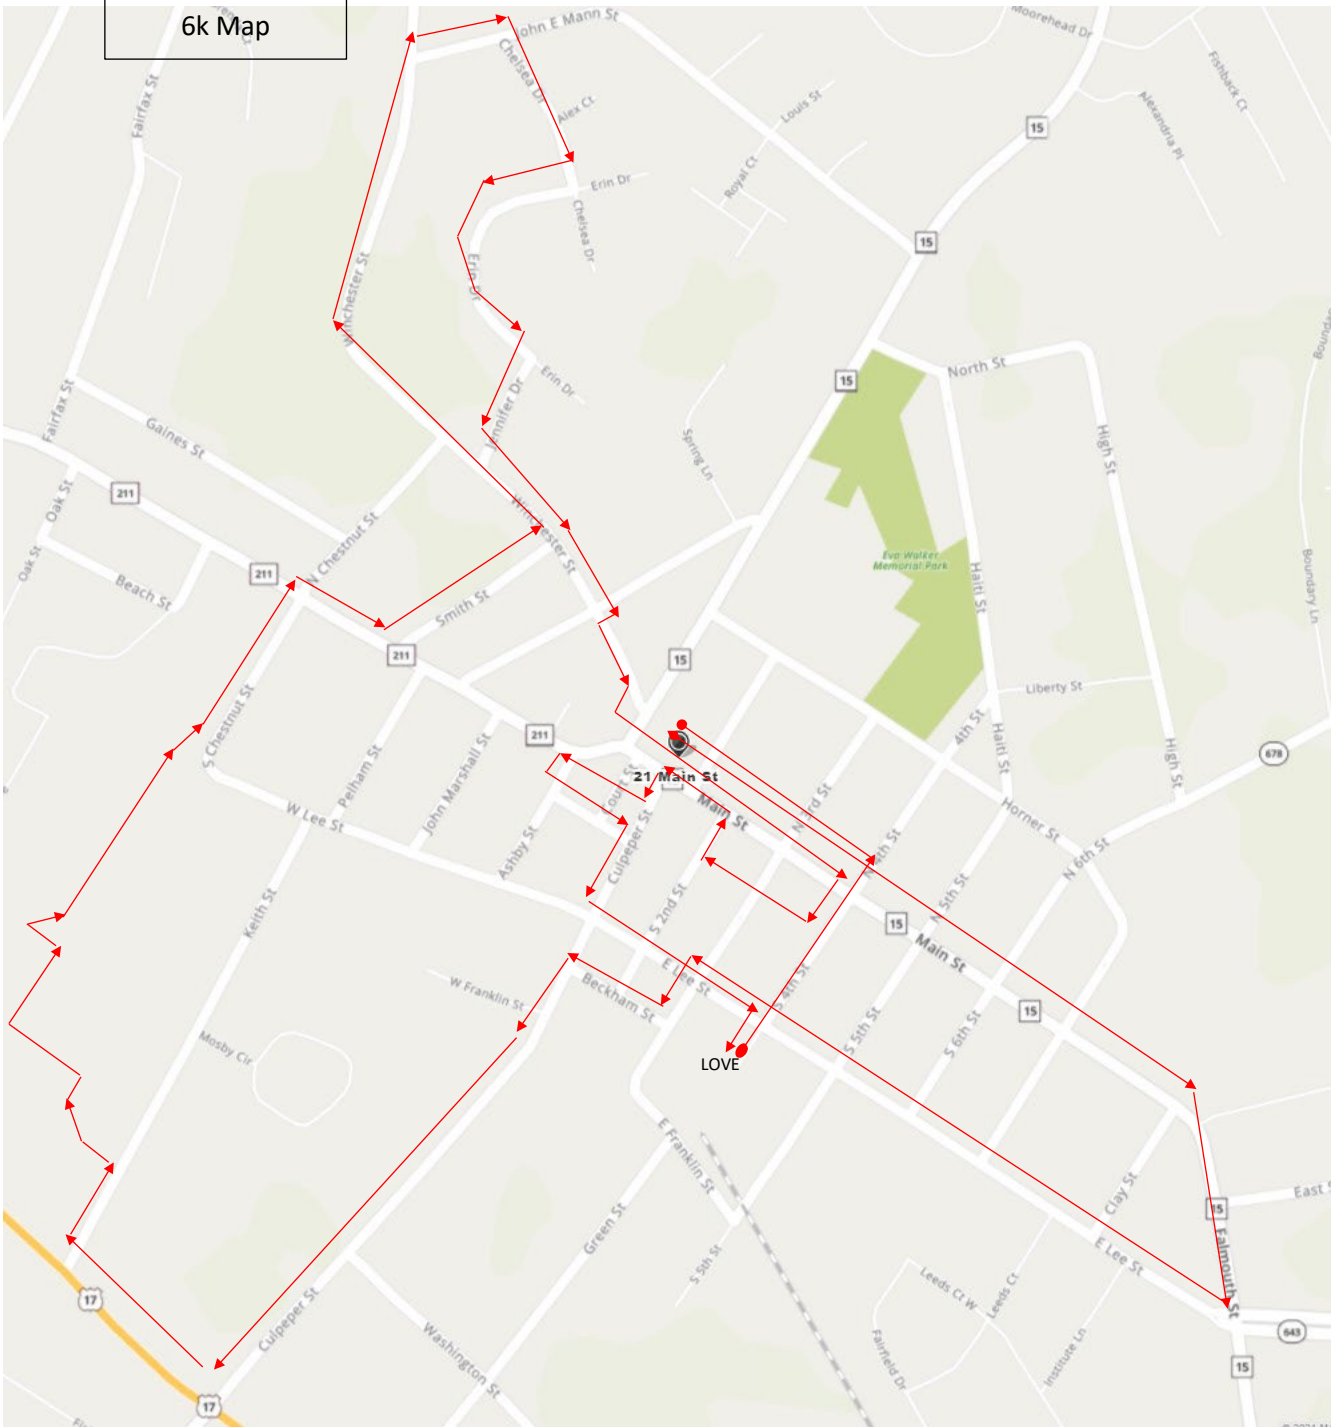 6k Map
John E Mann St
Moorehead Dr
Fairfax St
Chelsea Dr
Fishback Ct
Alex Ct
Louis St
Alexandria Pl
15
Royal Ct
Erin Dr
Chelsea Dr
15
Winchester St
Erin Dr
North St
15
Erin Dr
Fairfax St
Jennifer Dr
Gaines St
Spring Ln
High St
211
Oak St
Winchester St
N Chestnut St
Eva Walker
Memorial Park
Oak St
211
Beach St
Haiti St
Boundary Ln
Smith St
211
15
Liberty St
S Chestnut St
4th St
Haiti St
211
678
High St
Pelham St
John Marshall St
Court St
21 Main St
Main St
N 3rd St
W Lee St
Horner St
Ashby St
Culpeper St
N 4th St
N 6th St
Keith St
S 2nd St
N 5th St
15
Main St
E Lee St
W Franklin St
Beckham St
S 4th St
15
Mosby Cir
S 5th St
S 6th St
LOVE
E Franklin St
Clay St
East S
15
Green St
Falmouth St
E Lee St
S 5th St
Leeds Ct W
Leeds Ct
17
Culpeper St
643
Washington St
Fairfield Dr
Institute Ln
15
17